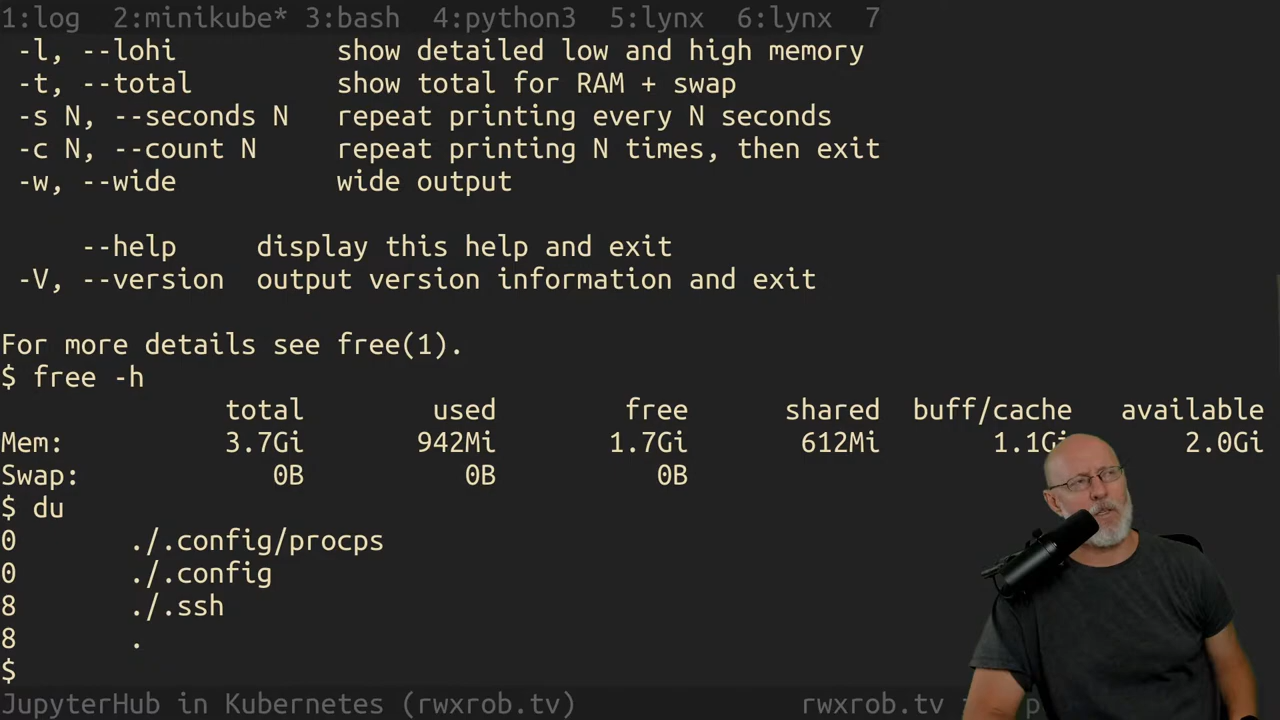 1:log 2:minikube* 3:bash 4:python3 5:lynx 6:lynx 7
-l, --lohi show detailed low and high memory
-t, --total show total for RAM + swap
-s N, --seconds N repeat printing every N seconds
-c N, --count N repeat printing N times, then exit
-w, --wide wide output
--help display this help and exit
-V, --version output version information and exit
For more details see free(1).
$ free -h
total used free shared buff/cache available
Mem: 3.7Gi 942Mi 1.7Gi 612Mi 1.1Gi 2.0Gi
Swap: 0B 0B 0B
$ du
0 ./.config/procps
0 ./.config
8 ./.ssh
8 .
$
JupyterHub in Kubernetes (rwxrob.tv) rwxrob.tv